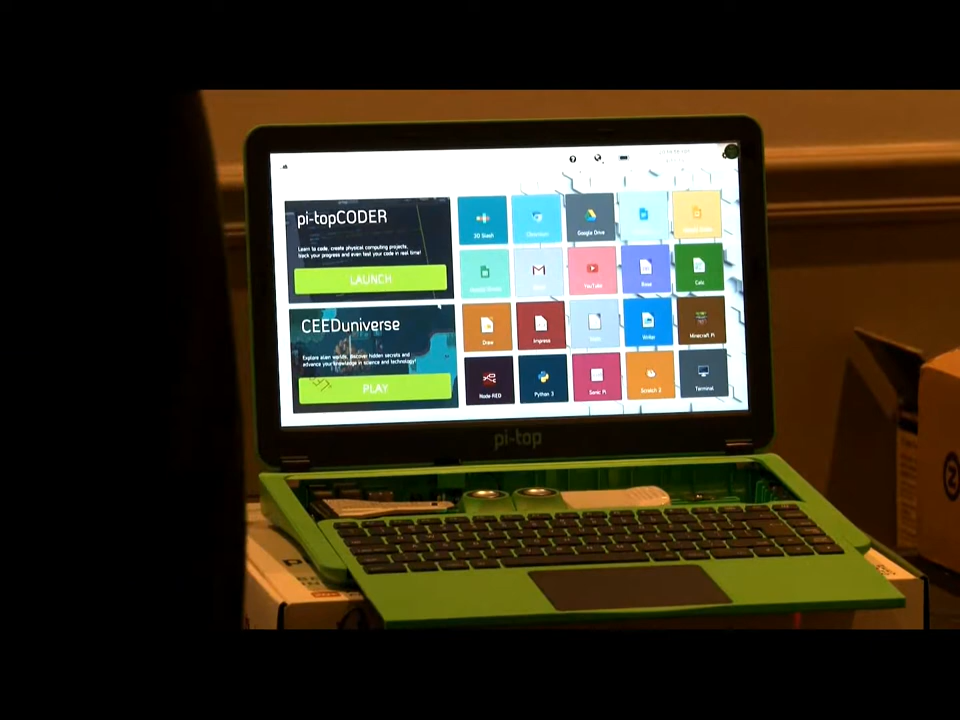 pi-topCODER
Learn to code, create physical computing projects,
track your progress and even test your code in real time!
LAUNCH
CEEDuniverse
Explore alien worlds, discover hidden secrets and
advance your knowledge in science and technology!
PLAY
3D Slash
Google Drive
YouTube
Base
Calc
Draw
Impress
Writer
Minecraft Pi
Node-RED
Python 3
Sonic Pi
Scratch 2
Terminal
pi-top